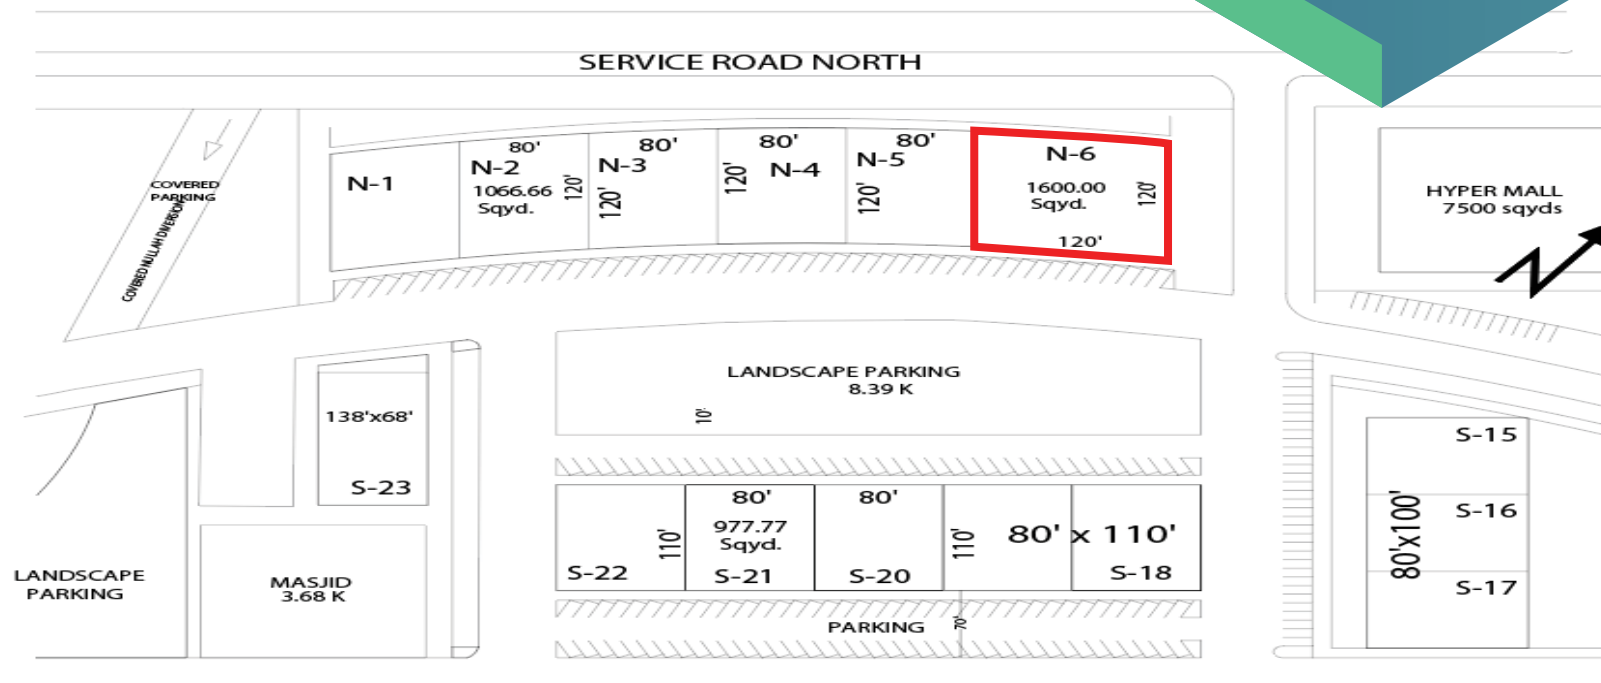 SERVICE ROAD NORTH
COVERED
PARKING
COVERED NULLAH DIVERSION
N-1
80'
N-2
1066.66
Sqyd.
120'
80'
N-3
120'
80'
120'
N-4
80'
N-5
120'
N-6
1600.00
Sqyd.
120'
120'
HYPER MALL
7500 sqyds
N
LANDSCAPE PARKING
8.39 K
10'
138'x68'
S-23
LANDSCAPE
PARKING
MASJID
3.68 K
110'
S-22
80'
977.77
Sqyd.
S-21
80'
S-20
110'
80' x 110'
S-18
PARKING
70'
S-15
80'x100'
S-16
S-17